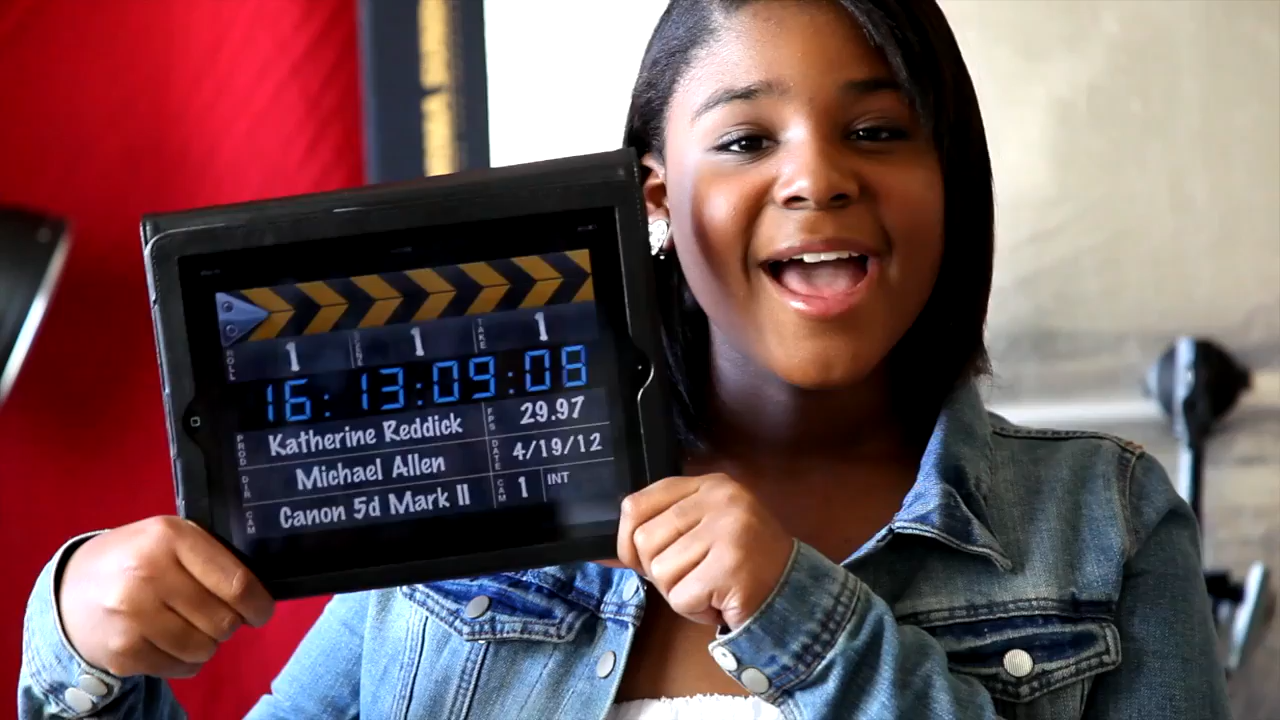 ROLL 1 SCENE 1 TAKE 1
16:13:09:08
PROD Katherine Reddick FPS 29.97
DIR Michael Allen DATE 4/19/12
CAM Canon 5d Mark II CAM 1 INT